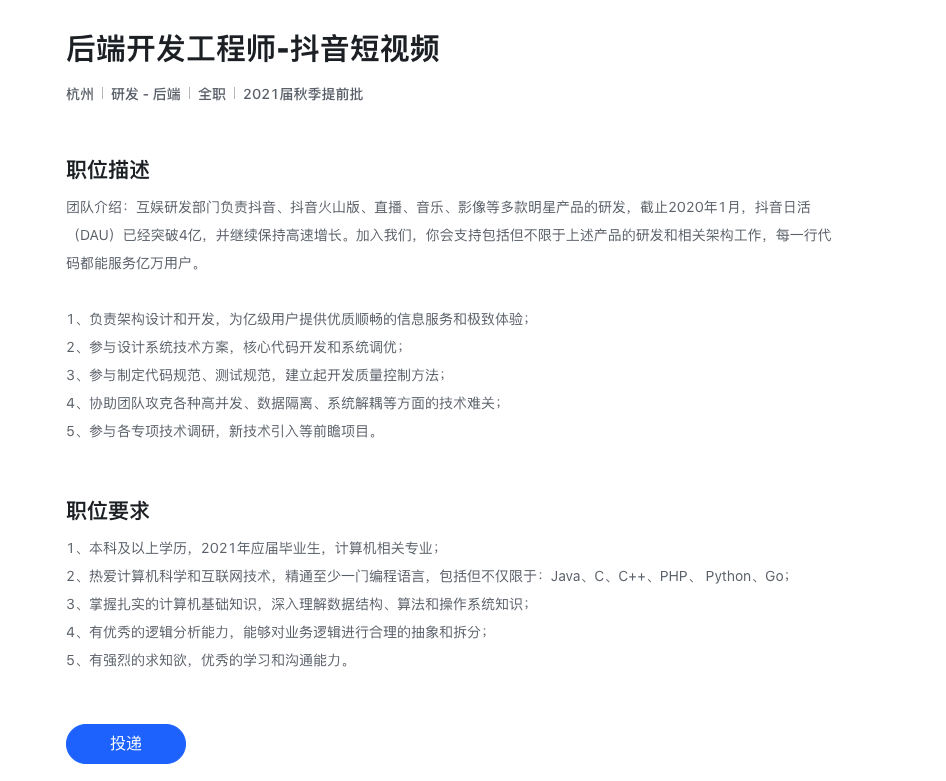 后端开发工程师-抖音短视频
杭州 | 研发 - 后端 | 全职 | 2021届秋季提前批
职位描述
团队介绍：互娱研发部门负责抖音、抖音火山版、直播、音乐、影像等多款明星产品的研发，截止2020年1月，抖音日活
（DAU）已经突破4亿，并继续保持高速增长。加入我们，你会支持包括但不限于上述产品的研发和相关架构工作，每一行代
码都能服务亿万用户。
1、负责架构设计和开发，为亿级用户提供优质顺畅的信息服务和极致体验；
2、参与设计系统技术方案，核心代码开发和系统调优；
3、参与制定代码规范、测试规范，建立起开发质量控制方法；
4、协助团队攻克各种高并发、数据隔离、系统解耦等方面的技术难关；
5、参与各专项技术调研，新技术引入等前瞻项目。
职位要求
1、本科及以上学历，2021年应届毕业生，计算机相关专业；
2、热爱计算机科学和互联网技术，精通至少一门编程语言，包括但不仅限于：Java、C、C++、PHP、 Python、Go；
3、掌握扎实的计算机基础知识，深入理解数据结构、算法和操作系统知识；
4、有优秀的逻辑分析能力，能够对业务逻辑进行合理的抽象和拆分；
5、有强烈的求知欲，优秀的学习和沟通能力。
投递